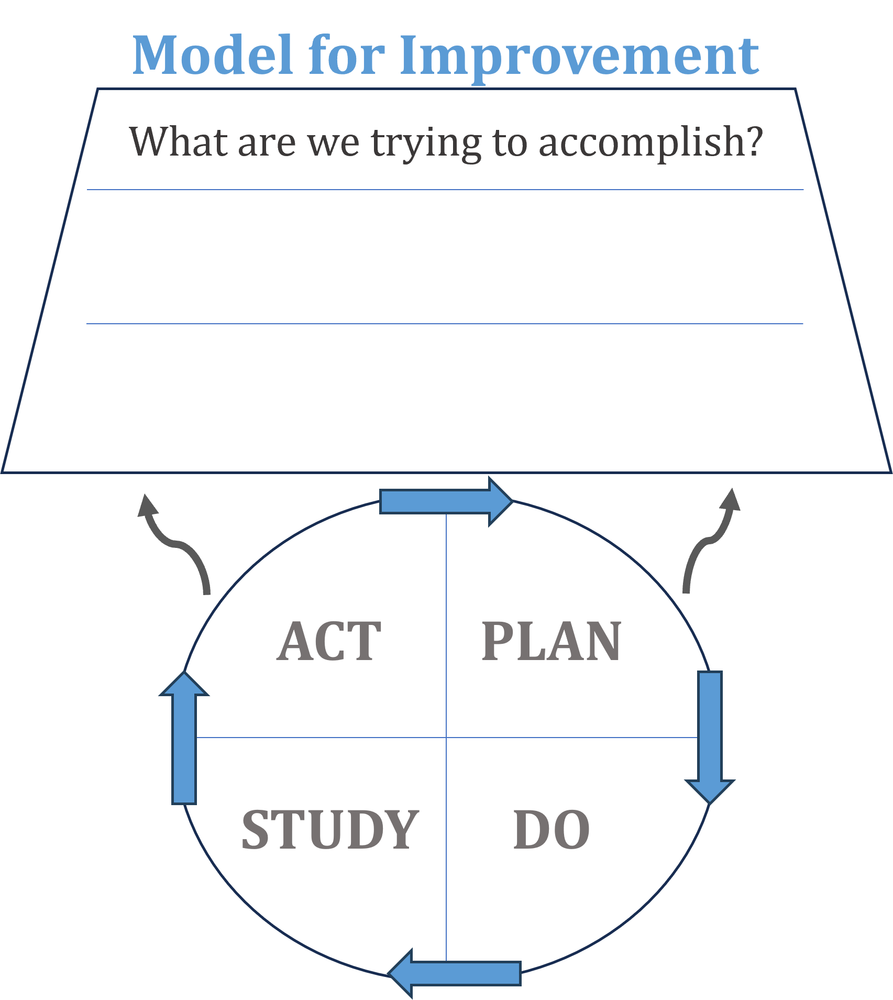 Model for Improvement
What are we trying to accomplish?
ACT PLAN
STUDY DO